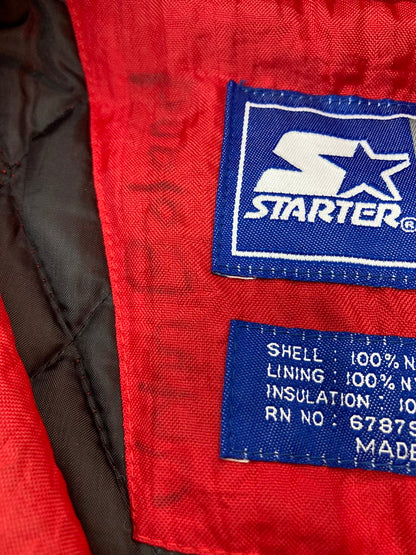 STARTER®
SHELL : 100% N
LINING : 100% N
INSULATION : 10
RN NO : 6787
MADE